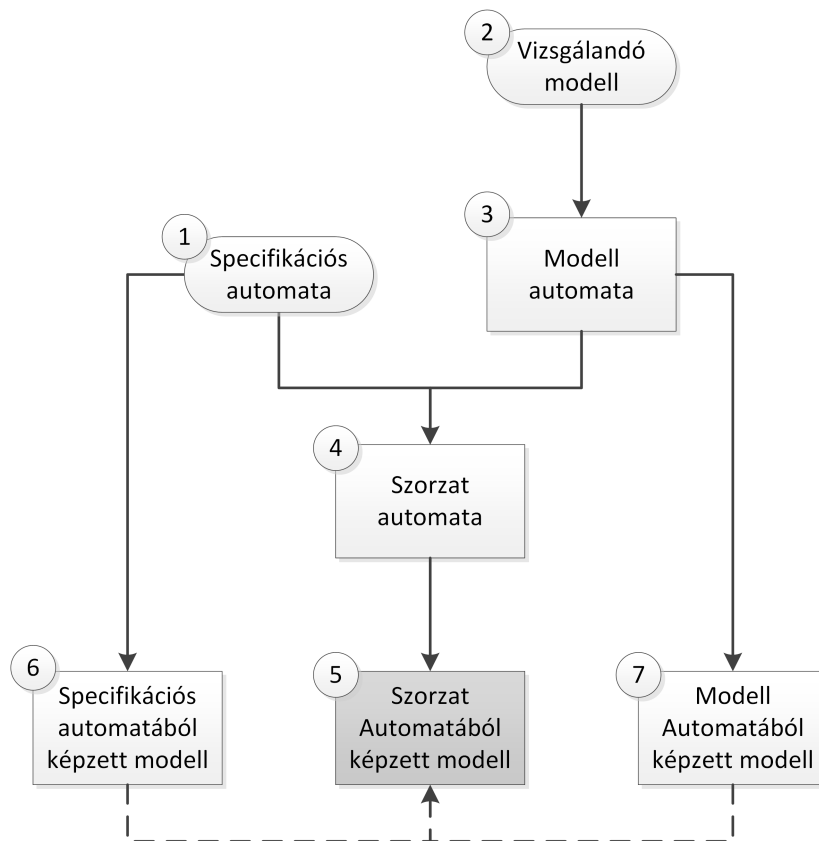 2
Vizsgálandó
modell
3
Modell
automata
1
Specifikációs
automata
4
Szorzat
automata
6
Specifikációs
automatából
képzett modell
5
Szorzat
Automatából
képzett modell
7
Modell
Automatából
képzett modell